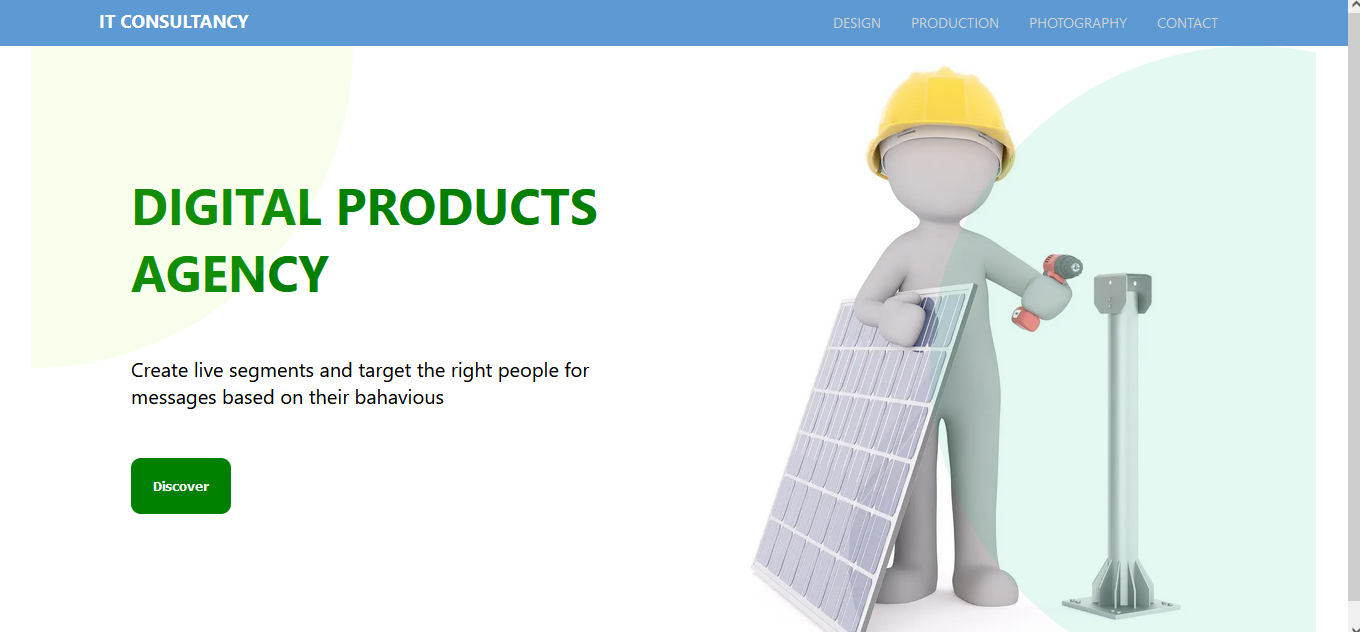 IT CONSULTANCY
DESIGN PRODUCTION PHOTOGRAPHY CONTACT
DIGITAL PRODUCTS
AGENCY
Create live segments and target the right people for
messages based on their bahavious
Discover